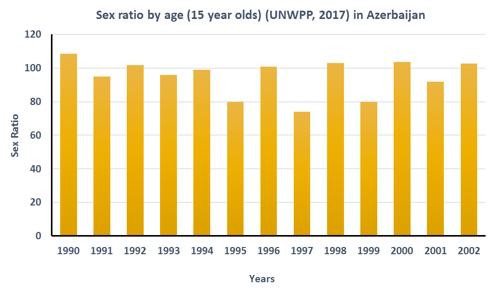 Sex ratio by age (15 year olds) (UNWPP, 2017) in Azerbaijan
120
100
80
60
40
20
0
Sex Ratio
1990 1991 1992 1993 1994 1995 1996 1997 1998 1999 2000 2001 2002
Years